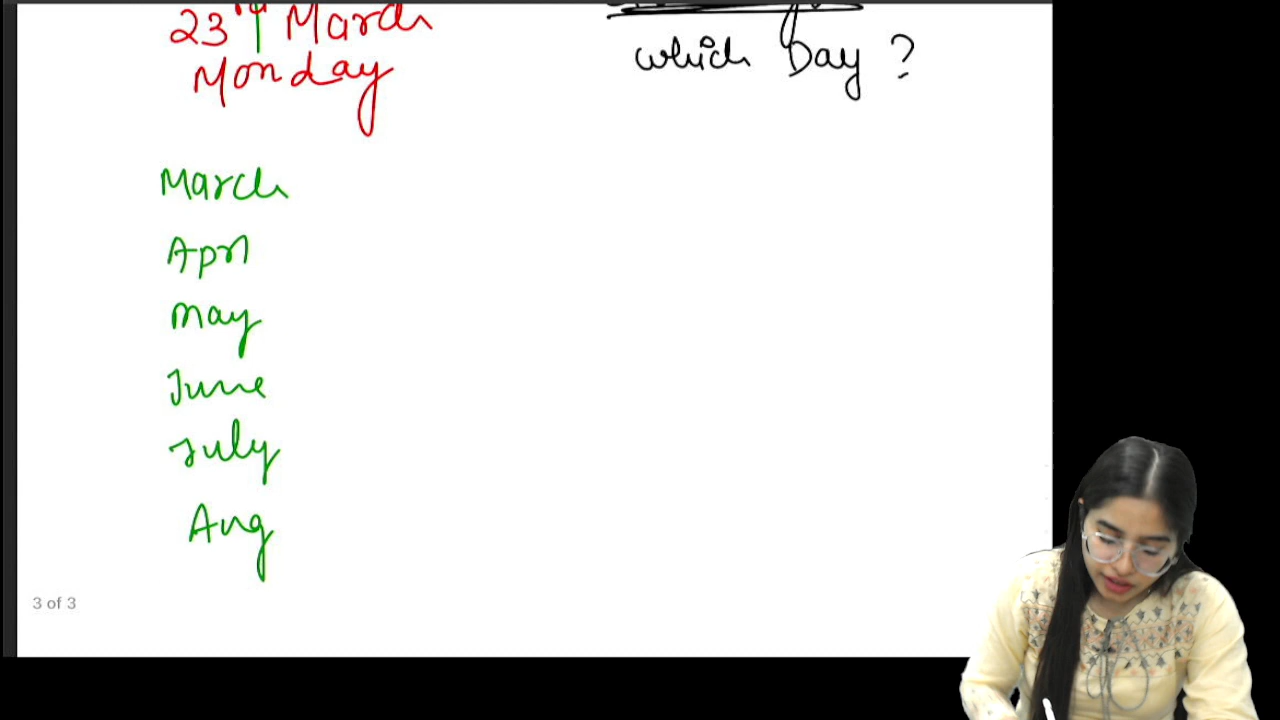 23rd March
Monday
which Day ?
March
April
May
June
July
Aug
3 of 3